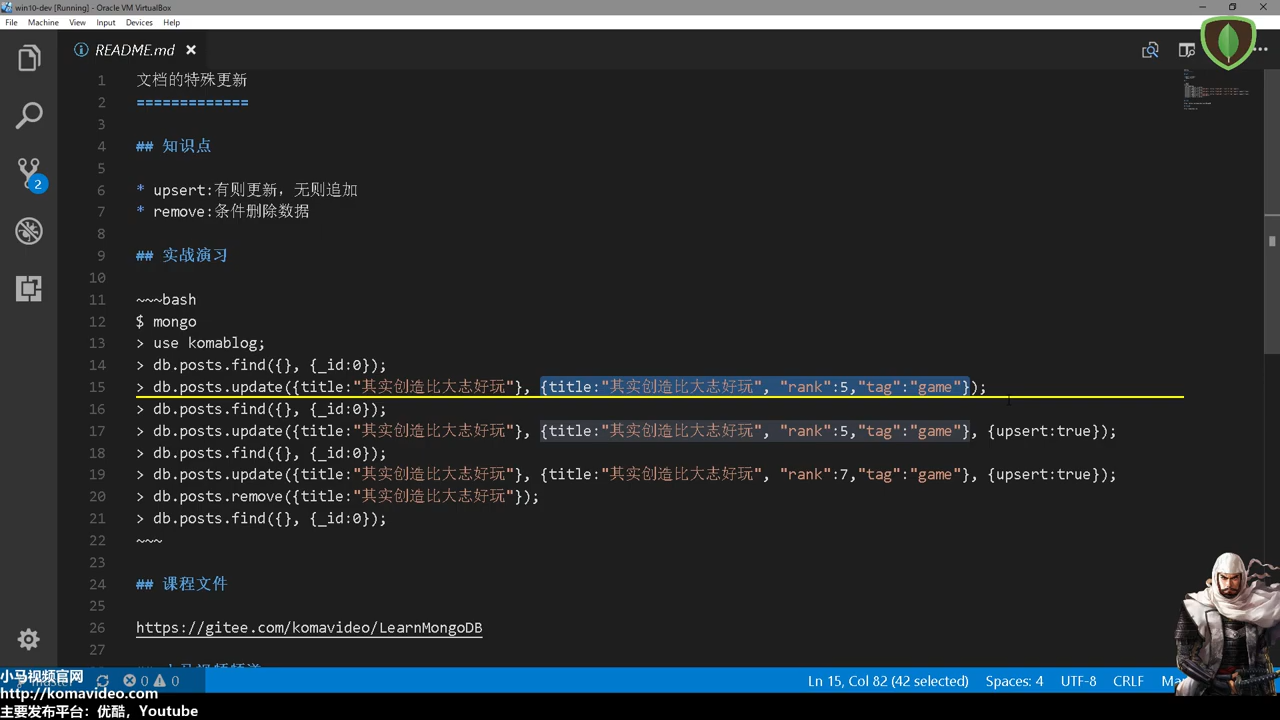 win10-dev [Running] - Oracle VM VirtualBox
File Machine View Input Devices Help
README.md
1 文档的特殊更新
2 =============
3
4 ## 知识点
5
6 * upsert:有则更新，无则追加
7 * remove:条件删除数据
8
9 ## 实战演习
10
11 ~~~bash
12 $ mongo
13 > use komablog;
14 > db.posts.find({}, {_id:0});
15 > db.posts.update({title:"其实创造比大志好玩"}, {title:"其实创造比大志好玩", "rank":5,"tag":"game"});
16 > db.posts.find({}, {_id:0});
17 > db.posts.update({title:"其实创造比大志好玩"}, {title:"其实创造比大志好玩", "rank":5,"tag":"game"}, {upsert:true});
18 > db.posts.find({}, {_id:0});
19 > db.posts.update({title:"其实创造比大志好玩"}, {title:"其实创造比大志好玩", "rank":7,"tag":"game"}, {upsert:true});
20 > db.posts.remove({title:"其实创造比大志好玩"});
21 > db.posts.find({}, {_id:0});
22 ~~~
23
24 ## 课程文件
25
26 https://gitee.com/komavideo/LearnMongoDB
27
2
小马视频官网
http://komavideo.com
主要发布平台：优酷，Youtube
0 0
Ln 15, Col 82 (42 selected) Spaces: 4 UTF-8 CRLF